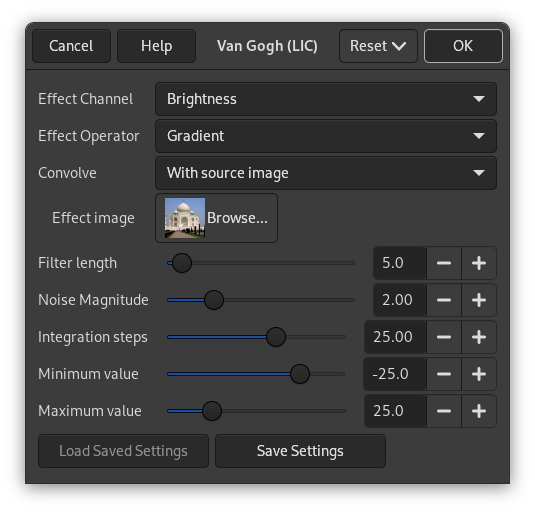 Cancel Help Van Gogh (LIC) Reset OK
Effect Channel Brightness
Effect Operator Gradient
Convolve With source image
Effect image Browse...
Filter length 5.0
Noise Magnitude 2.00
Integration steps 25.00
Minimum value -25.0
Maximum value 25.0
Load Saved Settings Save Settings